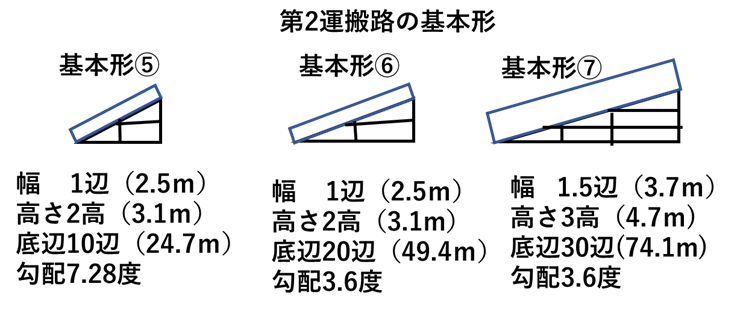 第2運搬路の基本形
基本形⑤
幅　1辺（2.5m）
高さ2高（3.1m）
底辺10辺（24.7m）
勾配7.28度
基本形⑥
幅　1辺（2.5m）
高さ2高（3.1m）
底辺20辺（49.4m）
勾配3.6度
基本形⑦
幅　1.5辺（3.7m）
高さ3高（4.7m）
底辺30辺(74.1m)
勾配3.6度